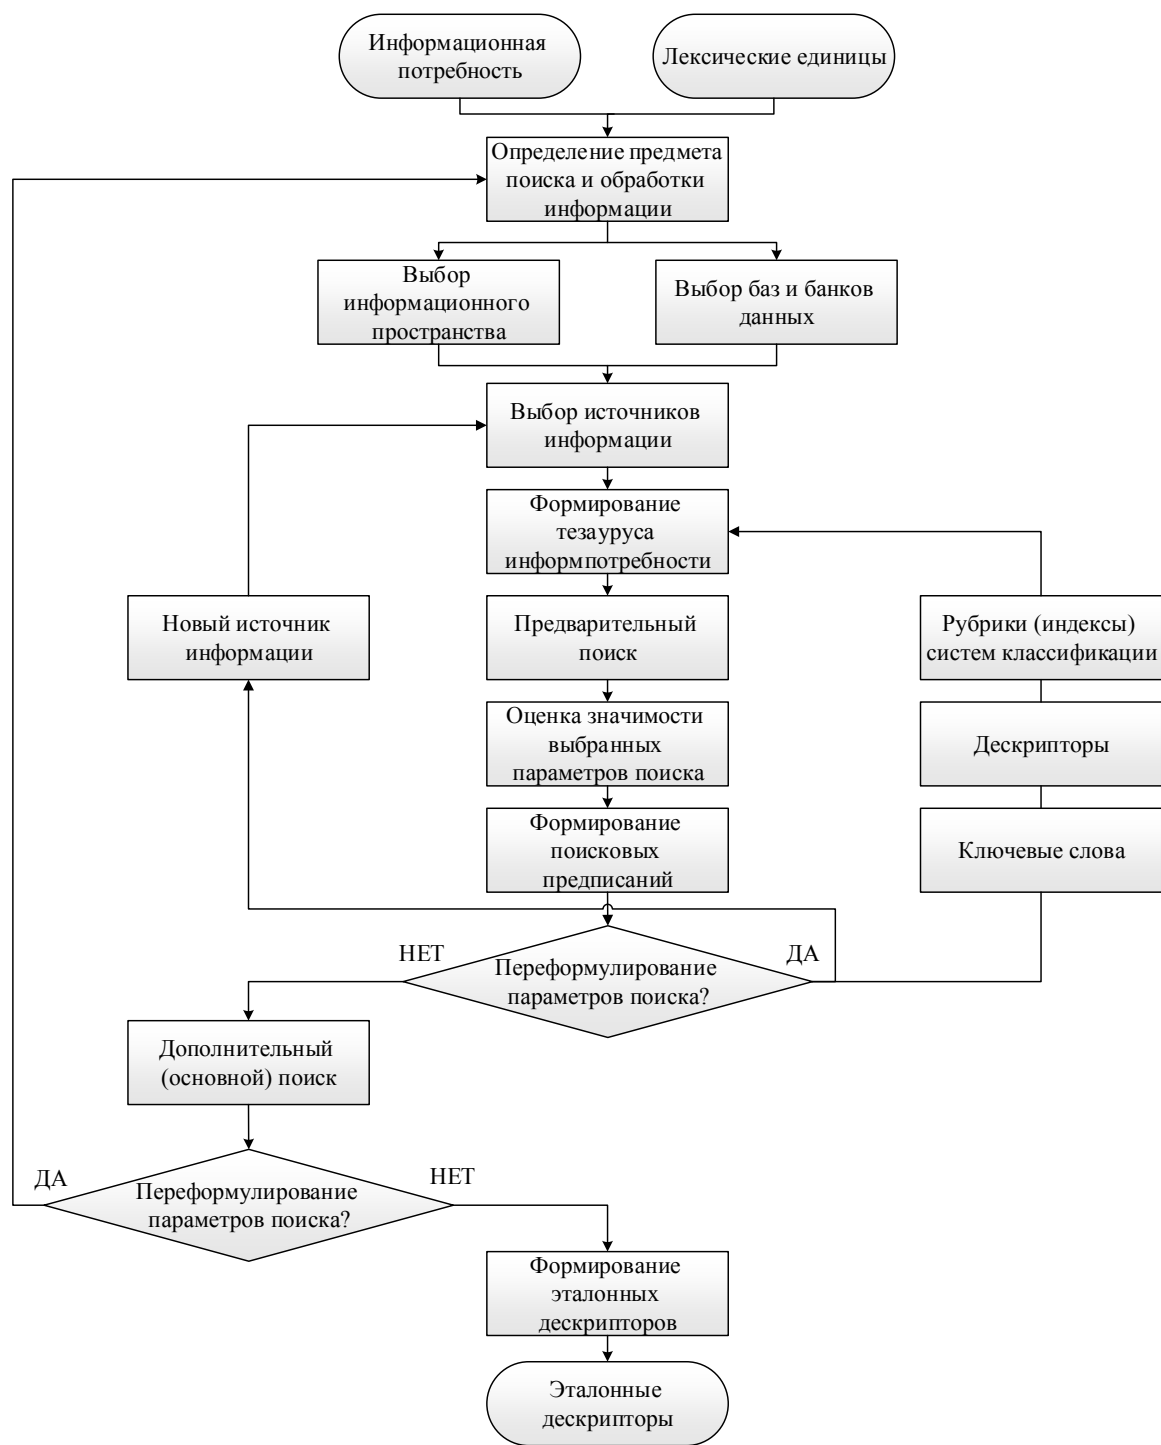 Информационная
потребность
Лексические единицы
Определение предмета
поиска и обработки
информации
Выбор
информационного
пространства
Выбор баз и банков
данных
Выбор источников
информации
Формирование
тезауруса
информпотребности
Новый источник
информации
Предварительный
поиск
Рубрики (индексы)
систем классификации
Оценка значимости
выбранных
параметров поиска
Дескрипторы
Формирование
поисковых
предписаний
Ключевые слова
НЕТ
ДА
Переформулирование
параметров поиска?
Дополнительный
(основной) поиск
ДА
НЕТ
Переформулирование
параметров поиска?
Формирование
эталонных
дескрипторов
Эталонные
дескрипторы